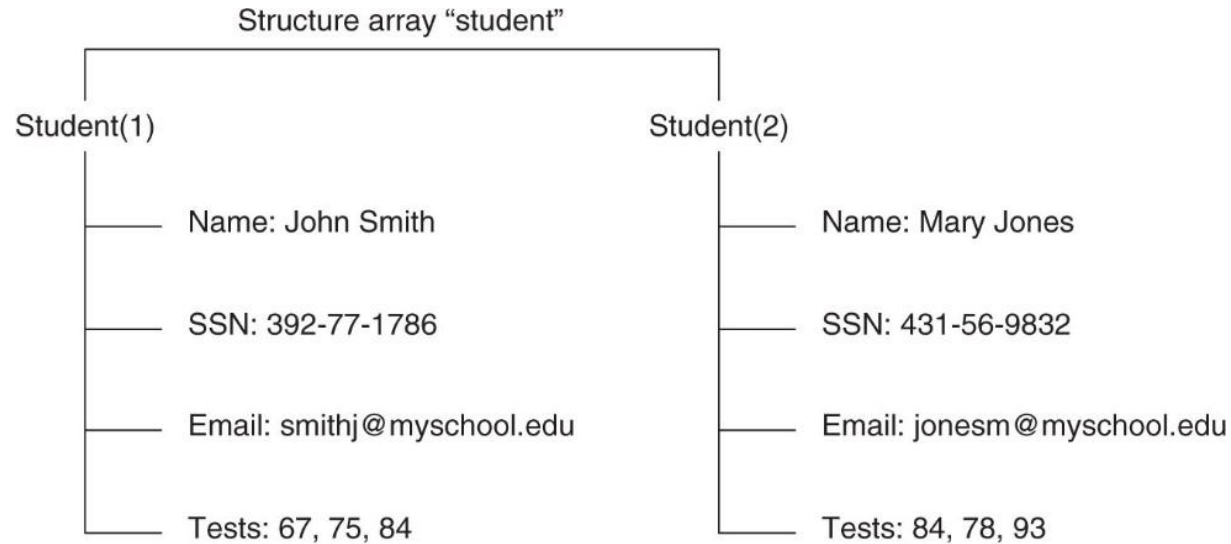 Structure array “student”
Student(1)
Name: John Smith
SSN: 392-77-1786
Email: smithj@myschool.edu
Tests: 67, 75, 84
Student(2)
Name: Mary Jones
SSN: 431-56-9832
Email: jonesm@myschool.edu
Tests: 84, 78, 93